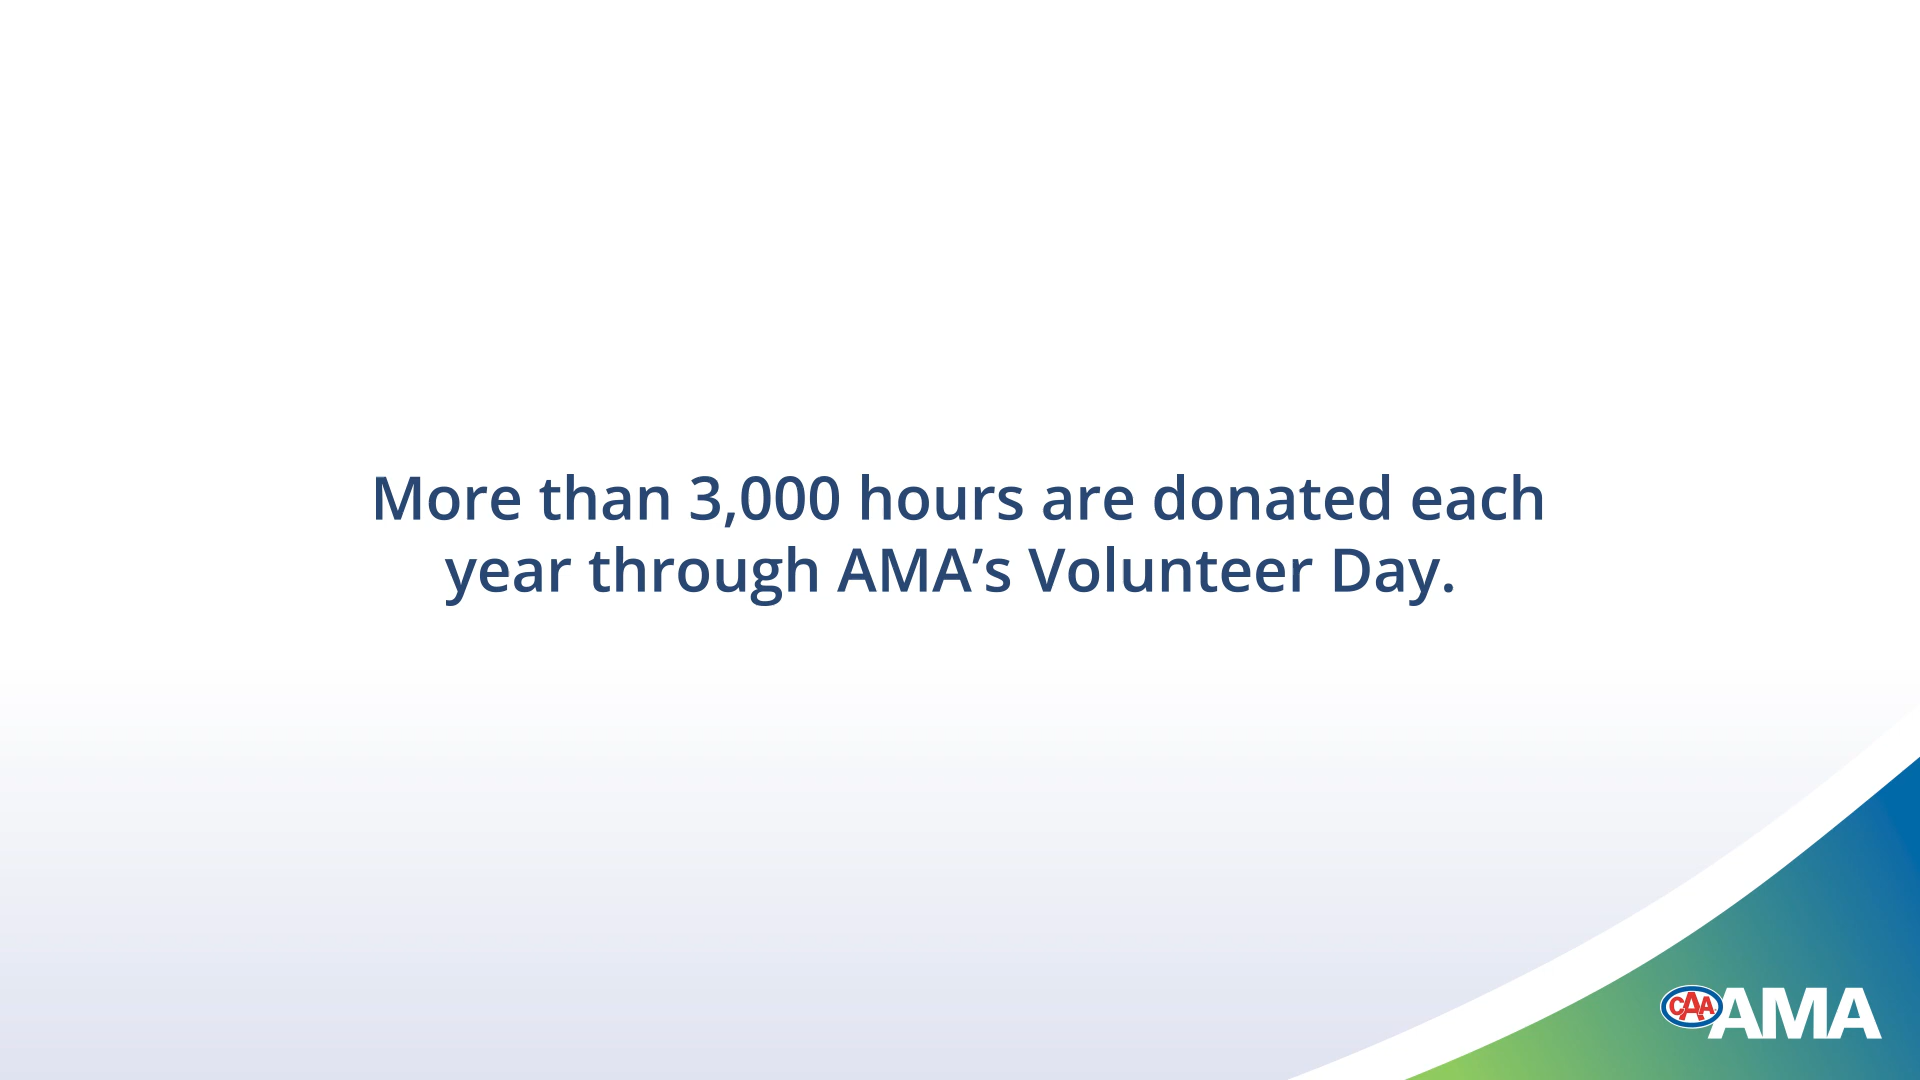 More than 3,000 hours are donated each
year through AMA’s Volunteer Day.
CAA AMA